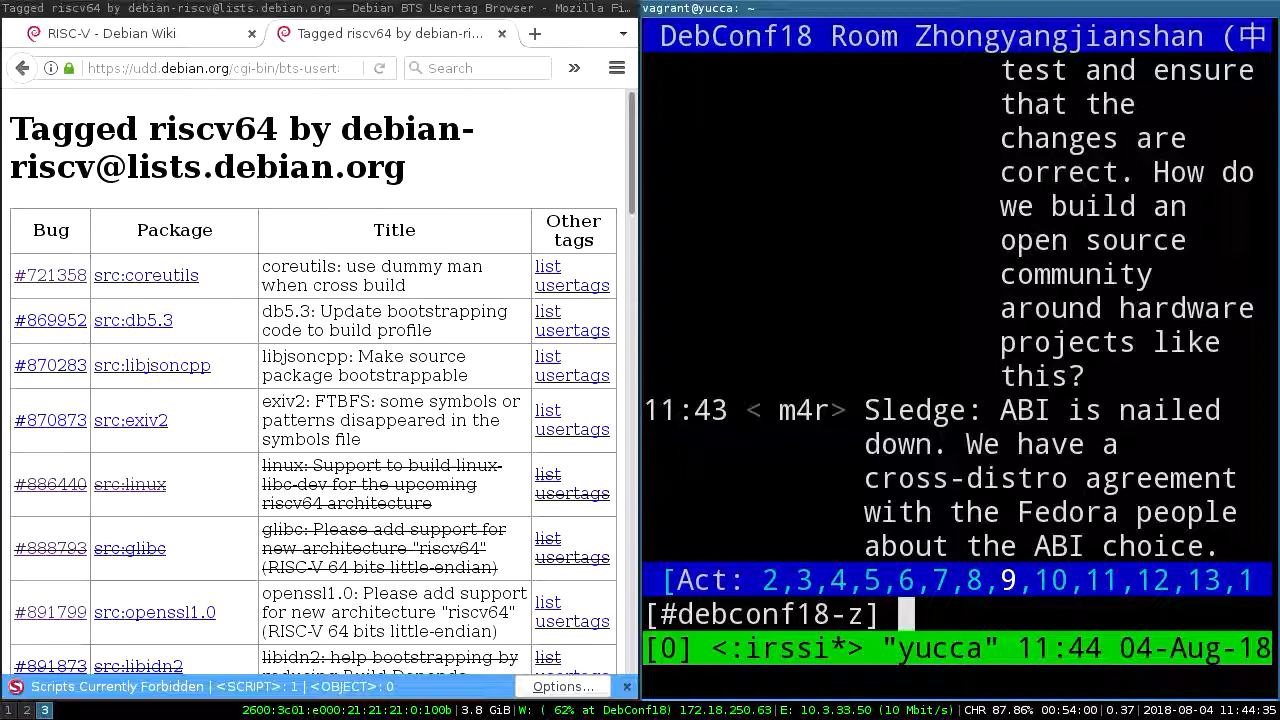 Tagged riscv64 by debian-riscv@lists.debian.org — Debian BTS Usertag Browser - Mozilla Fi...
RISC-V - Debian Wiki
Tagged riscv64 by debian-ri...
https://udd.debian.org/cgi-bin/bts-usert
Search
Tagged riscv64 by debian-
riscv@lists.debian.org
Bug Package Title Other
tags
#721358 src:coreutils coreutils: use dummy man
when cross build
list
usertags
#869952 src:db5.3 db5.3: Update bootstrapping
code to build profile
list
usertags
#870283 src:libjsoncpp libjsoncpp: Make source
package bootstrappable
list
usertags
#870873 src:exiv2 exiv2: FTBFS: some symbols or
patterns disappeared in the
symbols file
list
usertags
#886440 src:linux linux: Support to build linux-
libc-dev for the upcoming
riscv64 architecture
list
usertags
#888793 src:glibc glibc: Please add support for
new architecture "riscv64"
(RISC-V 64 bits little-endian)
list
usertags
#891799 src:openssl1.0 openssl1.0: Please add support
for new architecture "riscv64"
(RISC-V 64 bits little-endian)
list
usertags
#891873 src:libidn2 libidn2: help bootstrapping by
list
Scripts Currently Forbidden | <SCRIPT>: 1 | <OBJECT>: 0
Options...
vagrant@yucca: ~
DebConf18 Room Zhongyangjianshan (中
test and ensure
that the
changes are
correct. How do
we build an
open source
community
around hardware
projects like
this?
11:43 < m4r> Sledge: ABI is nailed
down. We have a
cross-distro agreement
with the Fedora people
about the ABI choice.
[Act: 2,3,4,5,6,7,8,9,10,11,12,13,1
[#debconf18-z]
[0] <:irssi*> "yucca" 11:44 04-Aug-18
1 2 3
2600:3c01:e000:21:21:21:0:100b|3.8 GiB|W: ( 62% at DebConf18) 172.18.250.63|E: 10.3.33.50 (10 Mbit/s)|CHR 87.86% 00:54:00|0.37|2018-08-04 11:44:35